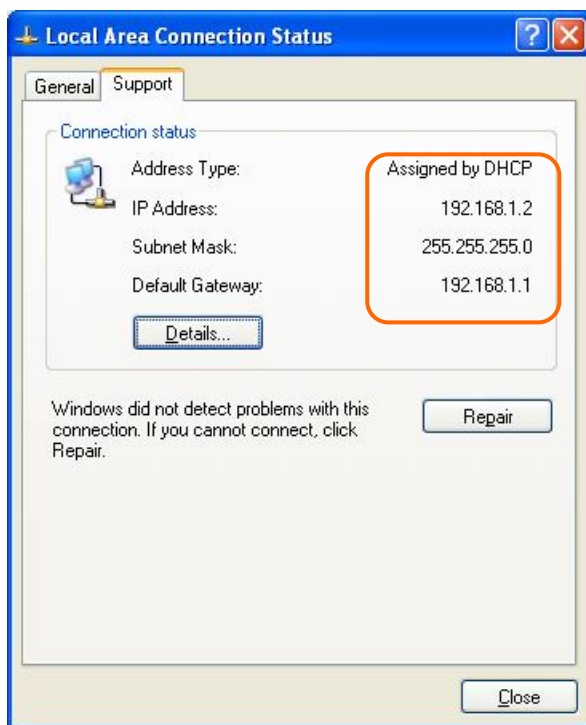 Local Area Connection Status
General
Support
Connection status
Address Type: Assigned by DHCP
IP Address: 192.168.1.2
Subnet Mask: 255.255.255.0
Default Gateway: 192.168.1.1
Details...
Windows did not detect problems with this
connection. If you cannot connect, click
Repair.
Repair
Close